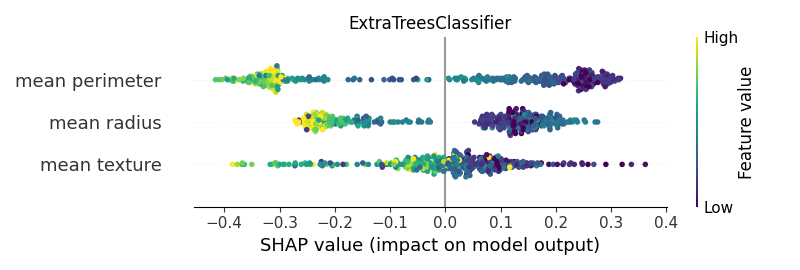 ExtraTreesClassifier
High
mean perimeter
mean radius
mean texture
Feature value
Low
−0.4 −0.3 −0.2 −0.1 0.0 0.1 0.2 0.3 0.4
SHAP value (impact on model output)